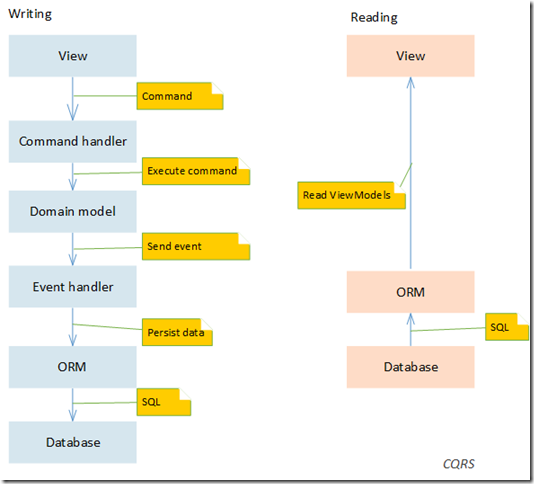 Writing
View
Command
Command handler
Execute command
Domain model
Send event
Event handler
Persist data
ORM
SQL
Database
Reading
View
Read ViewModels
ORM
SQL
Database
CQRS